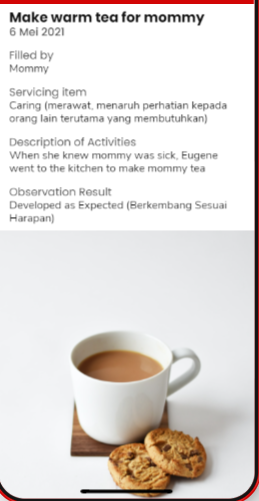 Make warm tea for mommy
6 Mei 2021
Filled by
Mommy
Servicing item
Caring (merawat, menaruh perhatian kepada
orang lain terutama yang membutuhkan)
Description of Activities
When she knew mommy was sick, Eugene
went to the kitchen to make mommy tea
Observation Result
Developed as Expected (Berkembang Sesuai
Harapan)